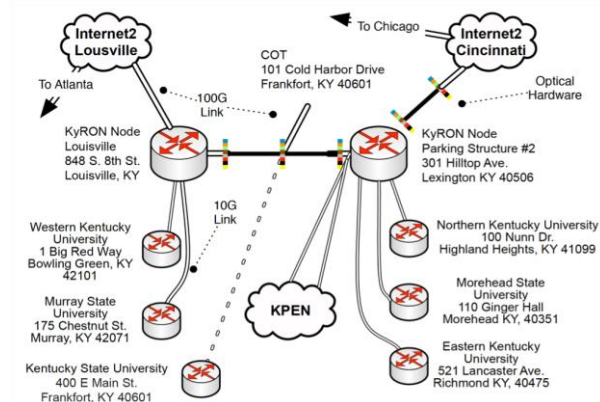 Internet2
Lousville
To Atlanta
To Chicago
Internet2
Cincinnati
COT
101 Cold Harbor Drive
Frankfort, KY 40601
Optical
Hardware
100G
Link
KyRON Node
Louisville
848 S. 8th St.
Louisville, KY
KyRON Node
Parking Structure #2
301 Hilltop Ave.
Lexington KY 40506
10G
Link
Western Kentucky
University
1 Big Red Way
Bowling Green, KY
42101
Northern Kentucky University
100 Nunn Dr.
Highland Heights, KY 41099
Murray State
University
175 Chestnut St.
Murray, KY 42071
KPEN
Morehead State
University
110 Ginger Hall
Morehead KY, 40351
Kentucky State University
400 E Main St.
Frankfort, KY 40601
Eastern Kentucky
University
521 Lancaster Ave.
Richmond KY, 40475